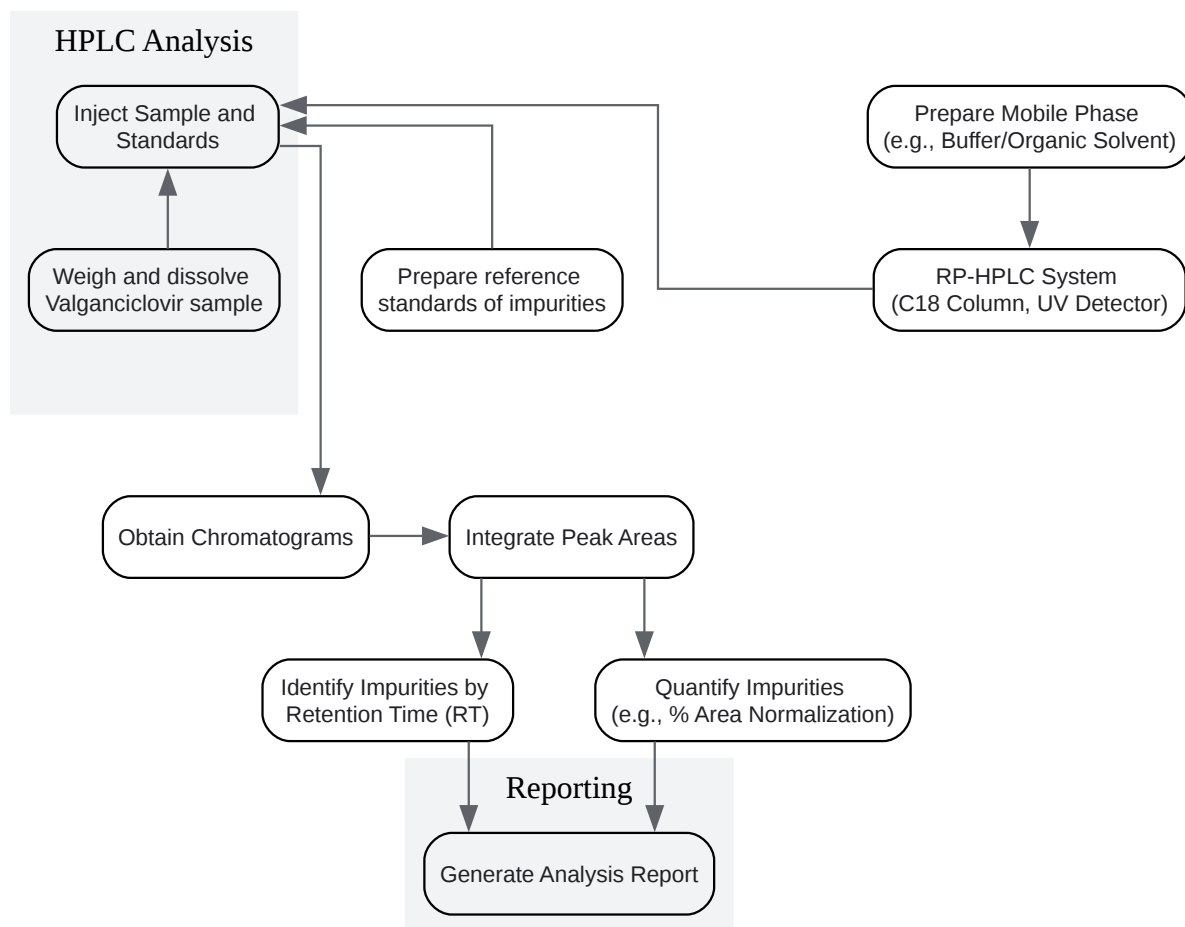 HPLC Analysis
Inject Sample and
Standards
Prepare Mobile Phase
(e.g., Buffer/Organic Solvent)
Weigh and dissolve
Valganciclovir sample
Prepare reference
standards of impurities
RP-HPLC System
(C18 Column, UV Detector)
Obtain Chromatograms
Integrate Peak Areas
Identify Impurities by
Retention Time (RT)
Quantify Impurities
(e.g., % Area Normalization)
Reporting
Generate Analysis Report